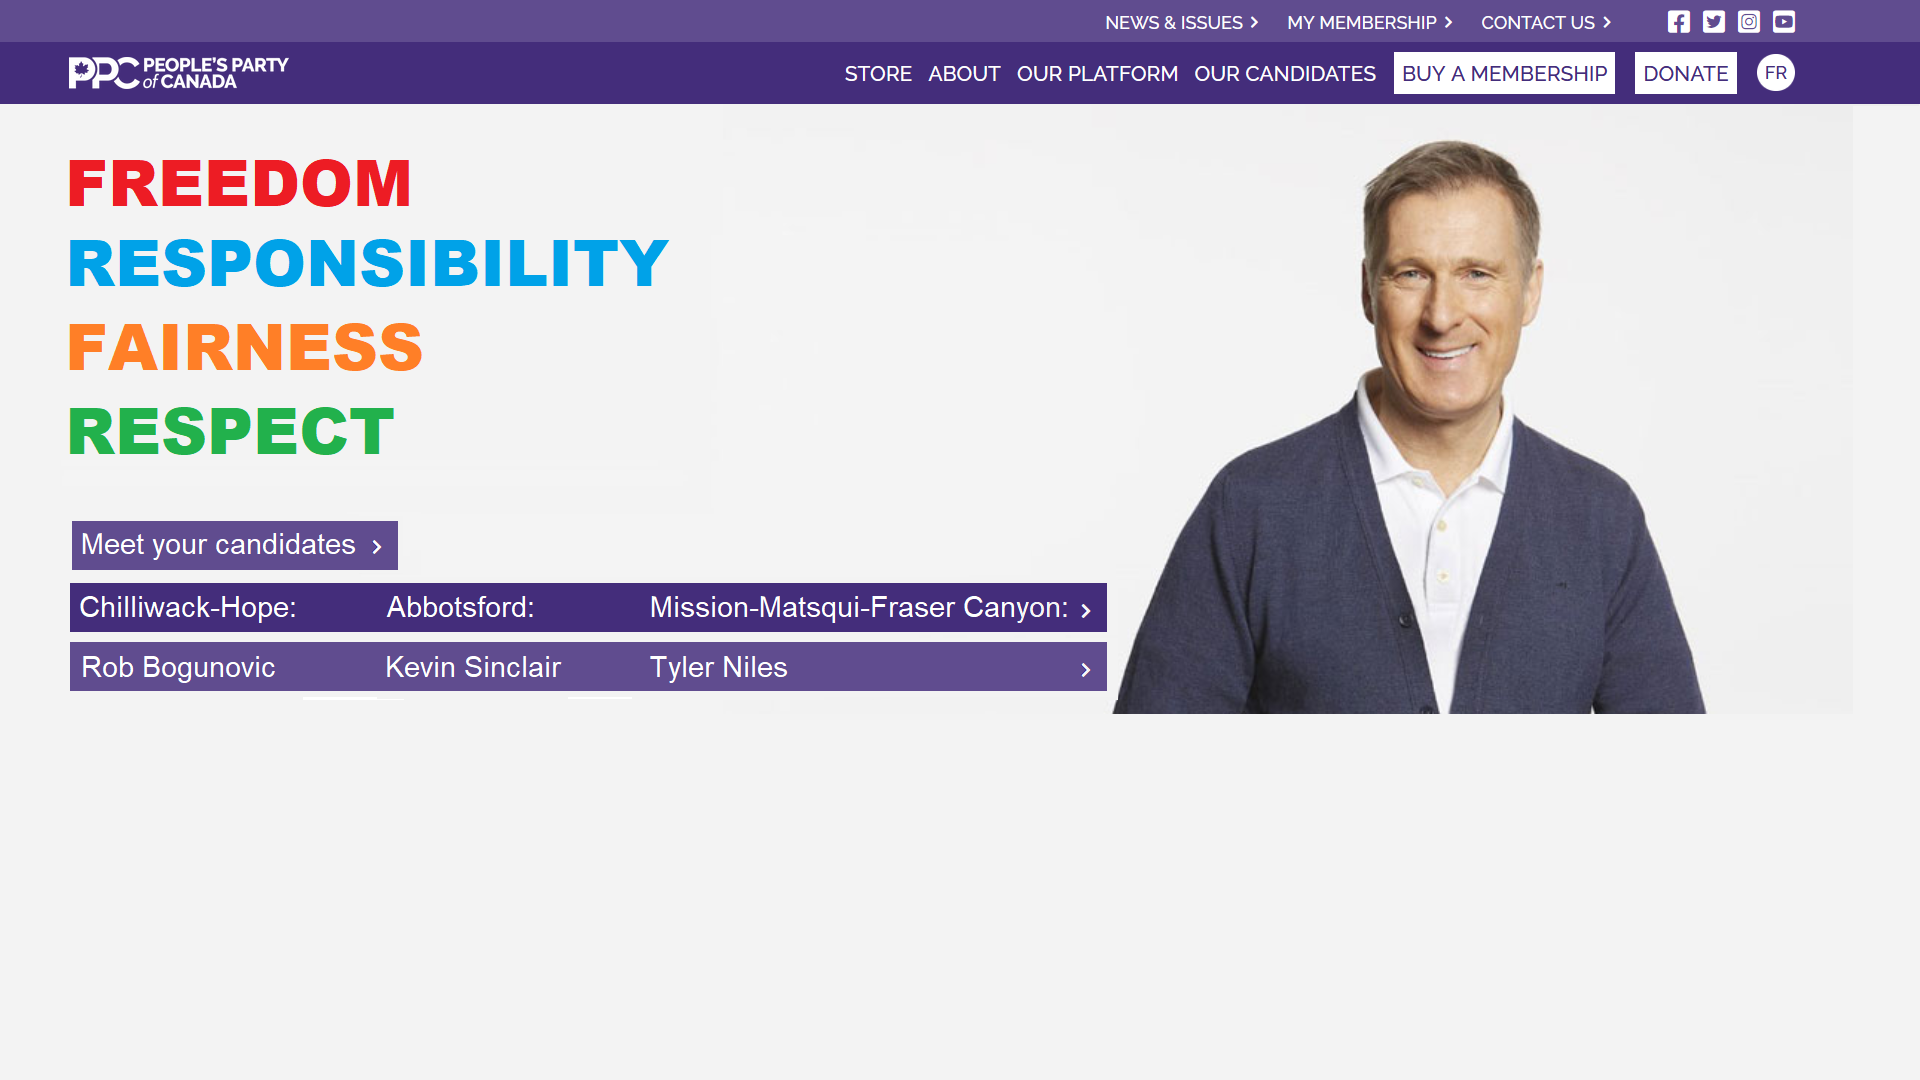 NEWS & ISSUES MY MEMBERSHIP CONTACT US
PPC PEOPLE'S PARTY
of CANADA
STORE ABOUT OUR PLATFORM OUR CANDIDATES BUY A MEMBERSHIP DONATE FR
FREEDOM
RESPONSIBILITY
FAIRNESS
RESPECT
Meet your candidates
Chilliwack-Hope: Abbotsford: Mission-Matsqui-Fraser Canyon:
Rob Bogunovic Kevin Sinclair Tyler Niles